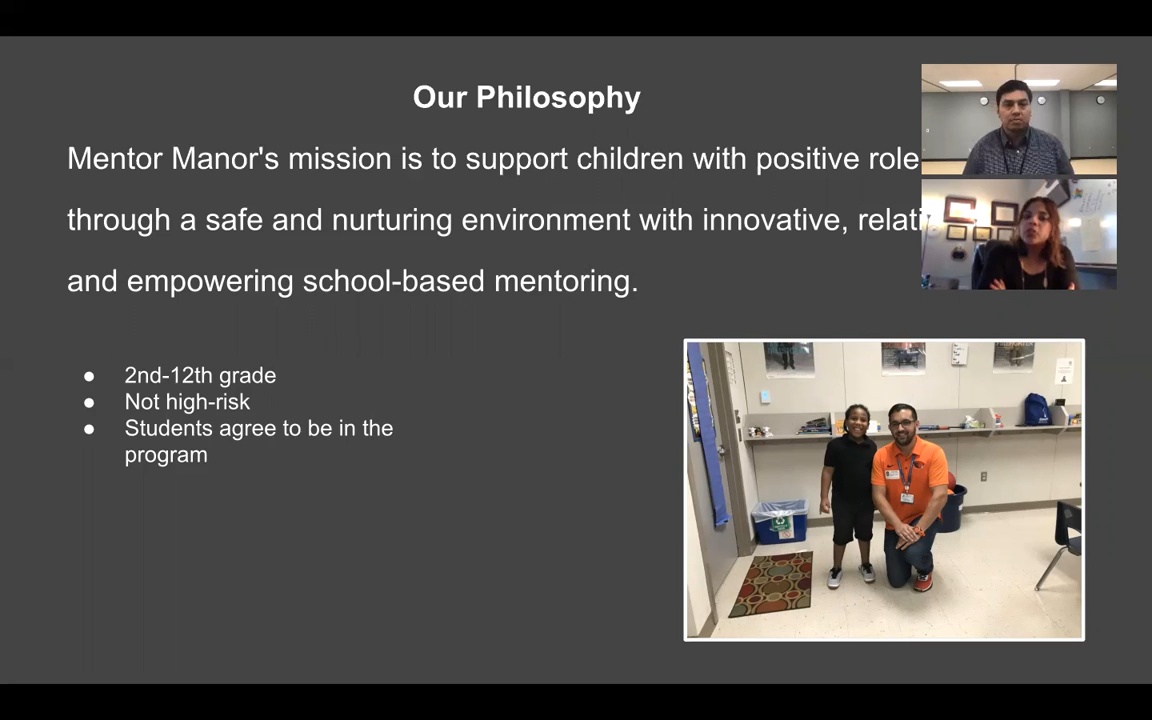 Our Philosophy
Mentor Manor's mission is to support children with positive role
through a safe and nurturing environment with innovative,
and empowering school-based mentoring.
● 2nd-12th grade
● Not high-risk
● Students agree to be in the
program